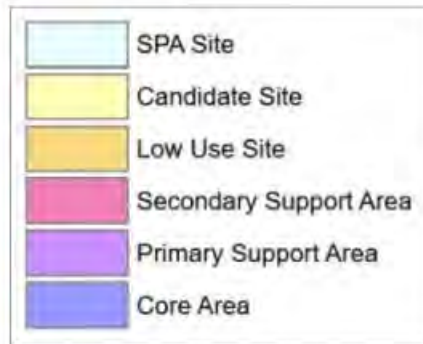 SPA Site
Candidate Site
Low Use Site
Secondary Support Area
Primary Support Area
Core Area